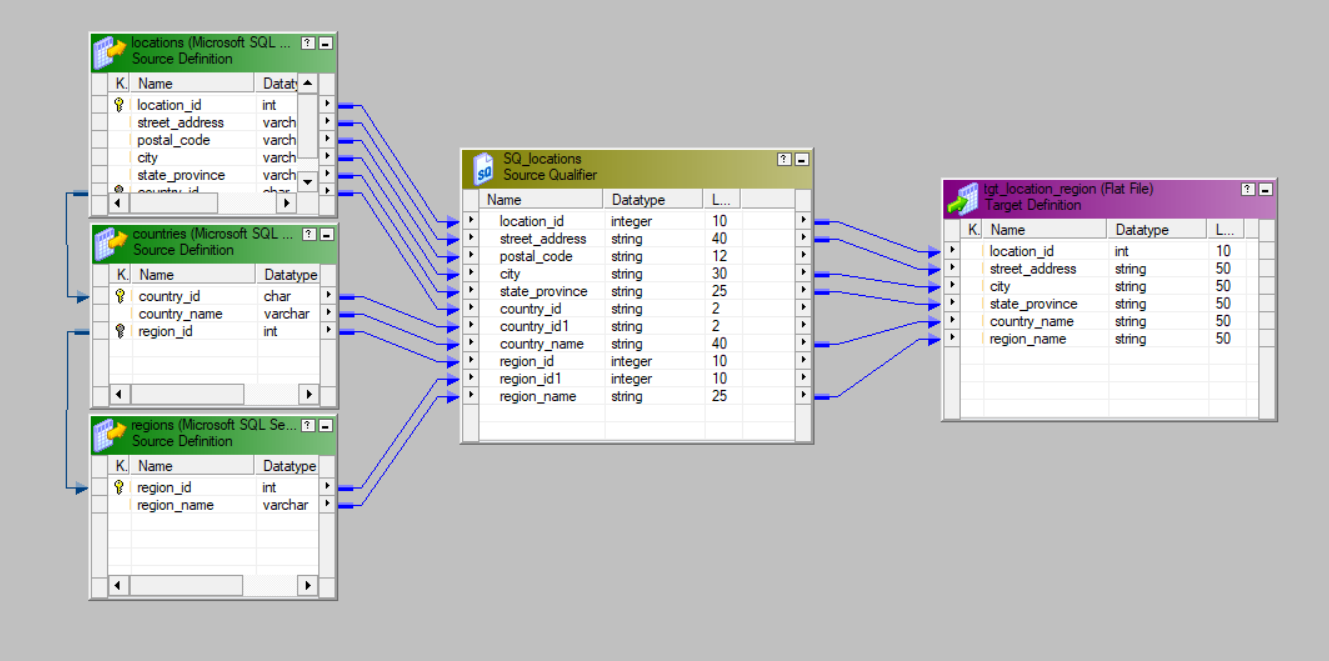 locations (Microsoft SQL ...
Source Definition
K. Name Dataty
location_id int
street_address varch
postal_code varch
city varch
state_province varch
country_id char
countries (Microsoft SQL ...
Source Definition
K. Name Datatype
country_id char
country_name varchar
region_id int
regions (Microsoft SQL Se...
Source Definition
K. Name Datatype
region_id int
region_name varchar
SQ
SQ_locations
Source Qualifier
Name Datatype L...
location_id integer 10
street_address string 40
postal_code string 12
city string 30
state_province string 25
country_id string 2
country_id1 string 2
country_name string 40
region_id integer 10
region_id1 integer 10
region_name string 25
tgt_location_region (Flat File)
Target Definition
K. Name Datatype L...
location_id int 10
street_address string 50
city string 50
state_province string 50
country_name string 50
region_name string 50